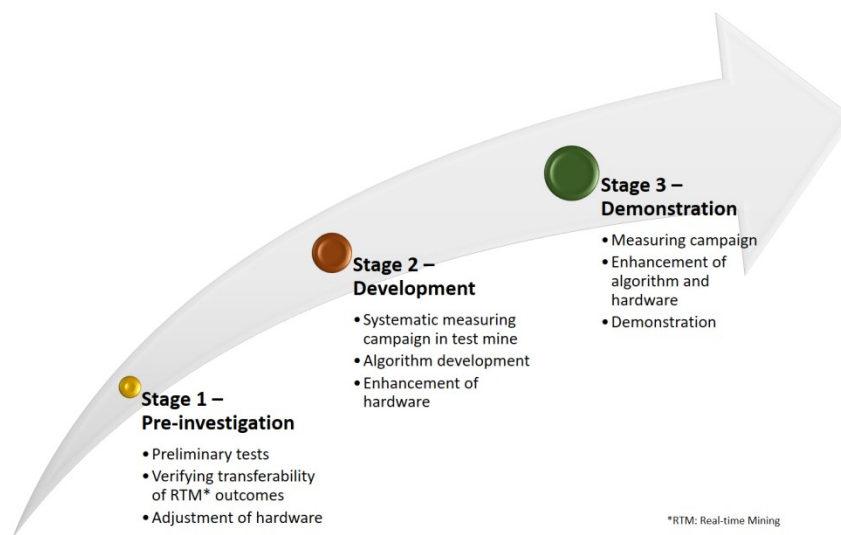 Stage 1 –
Pre-investigation
• Preliminary tests
• Verifying transferability
of RTM* outcomes
• Adjustment of hardware
Stage 2 –
Development
• Systematic measuring
campaign in test mine
• Algorithm development
• Enhancement of
hardware
Stage 3 –
Demonstration
• Measuring campaign
• Enhancement of
algorithm and
hardware
• Demonstration
*RTM: Real-time Mining